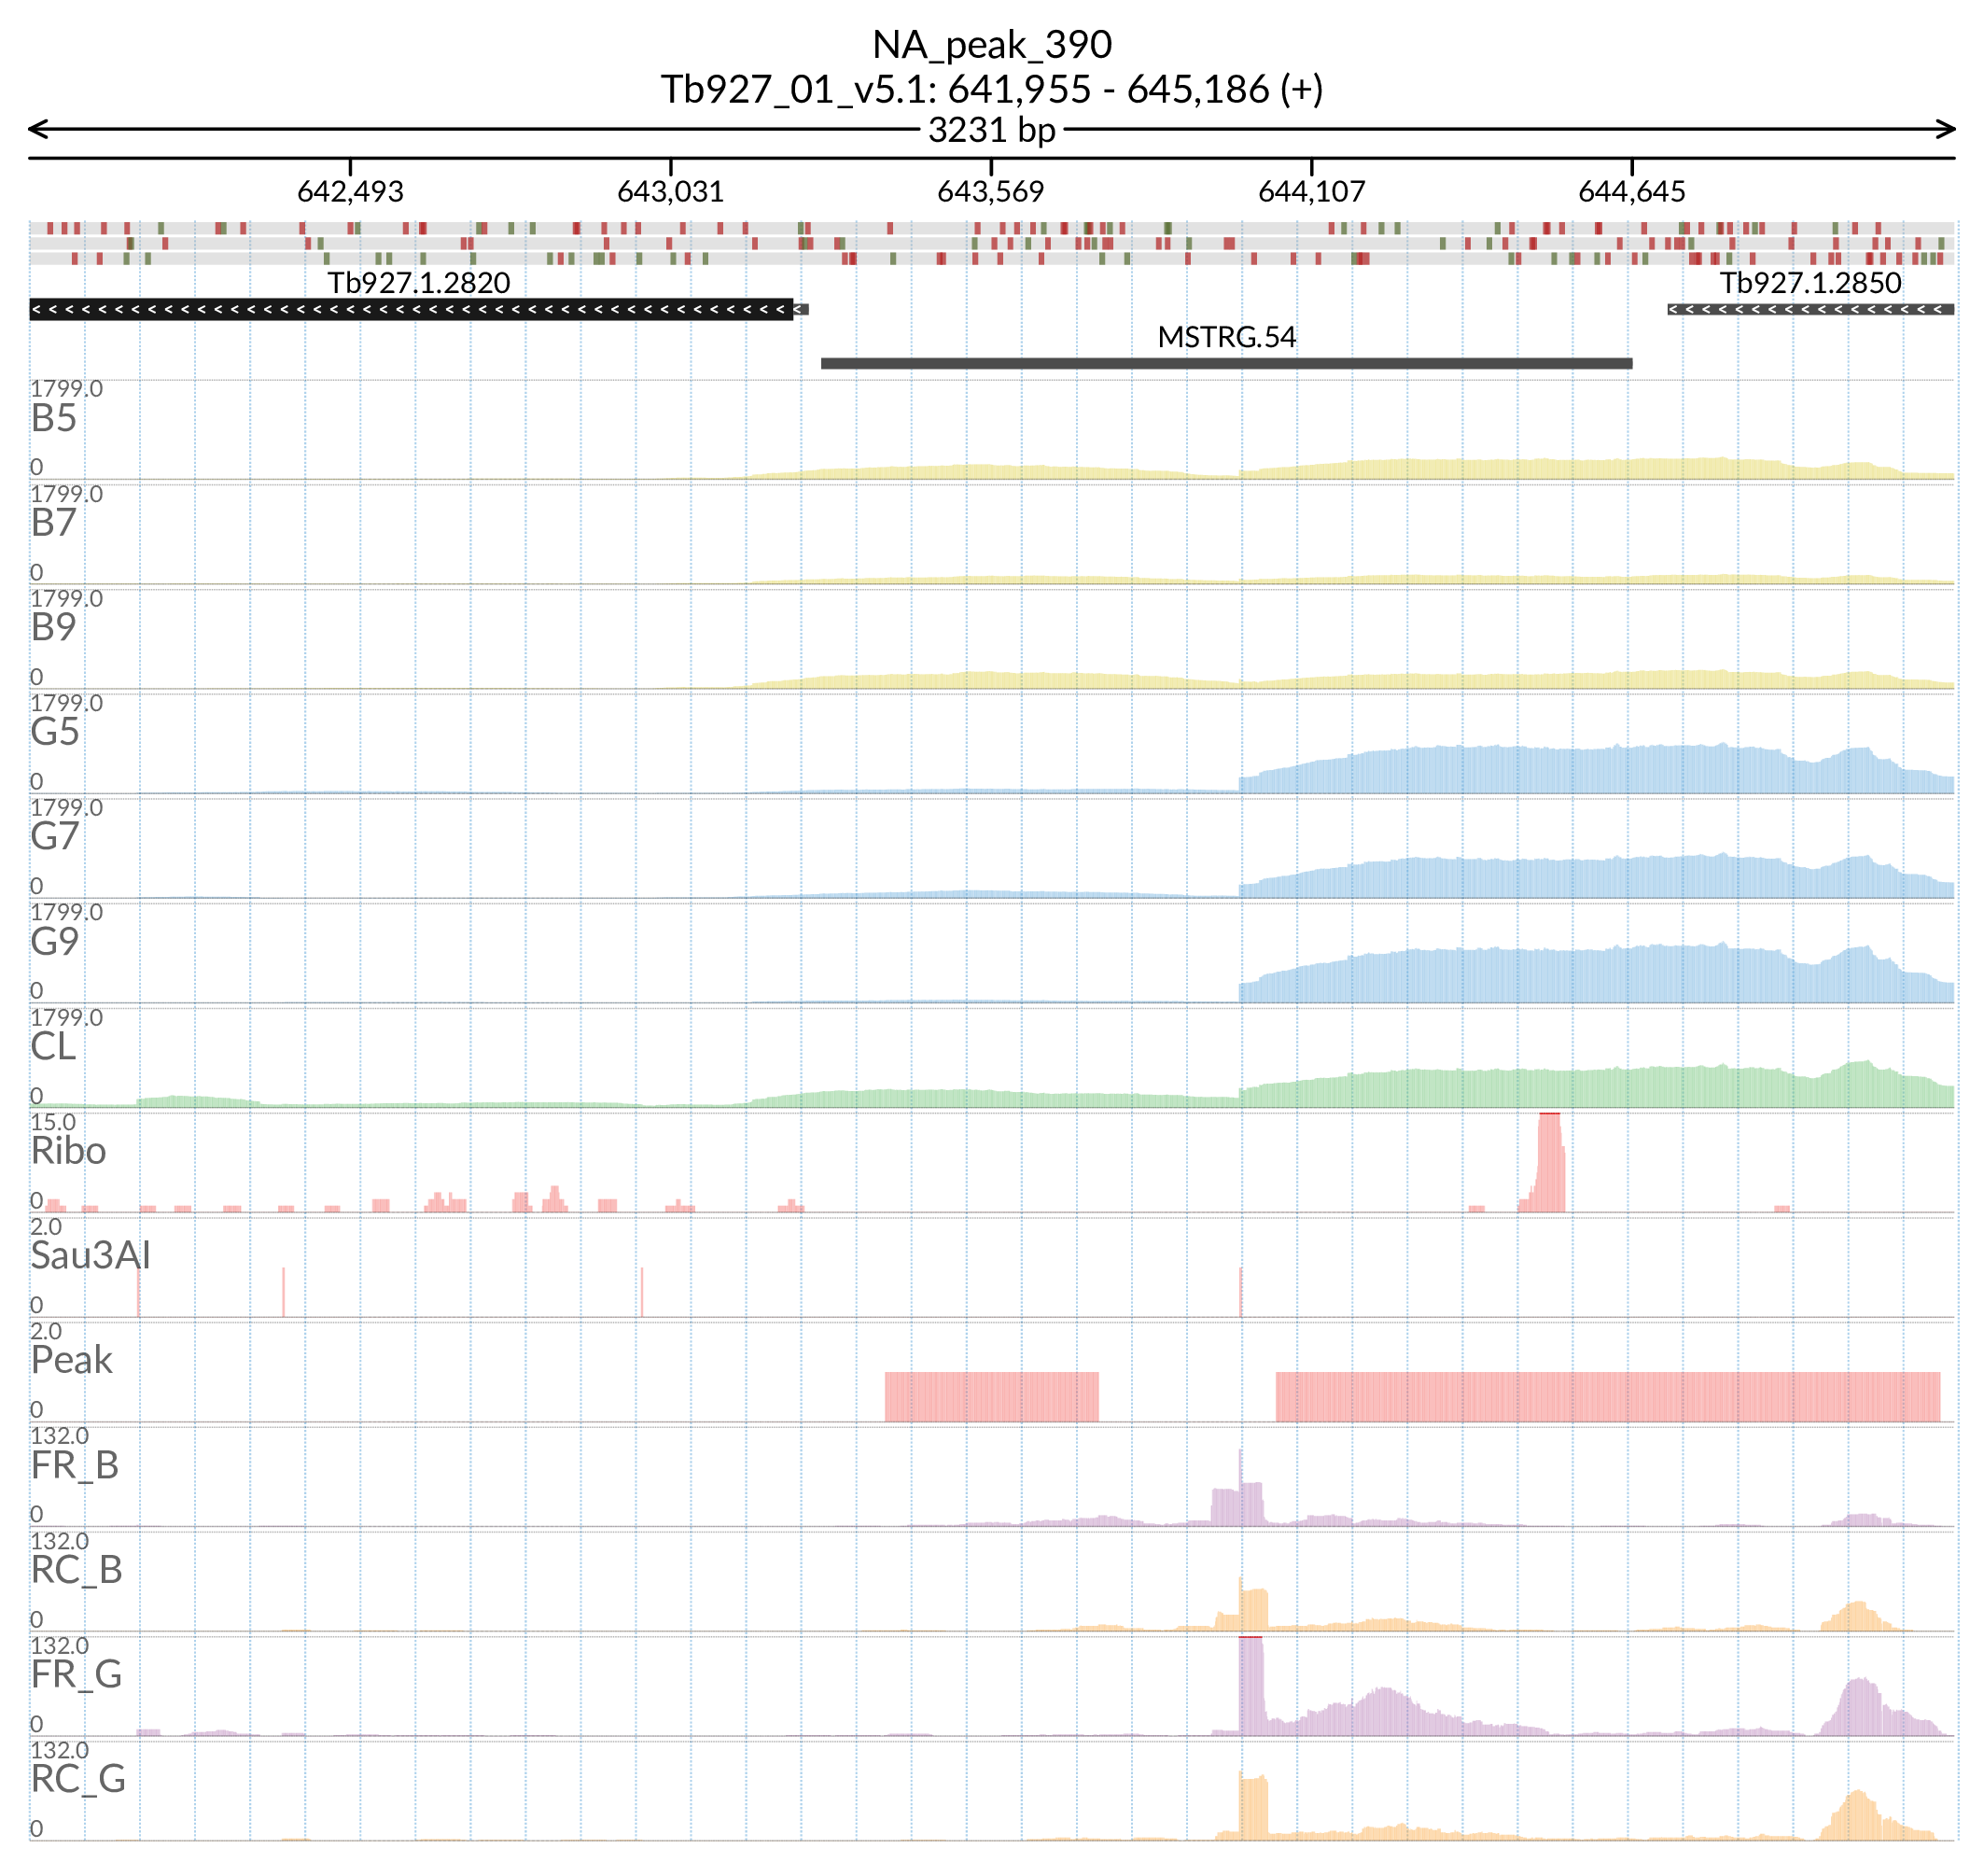 NA_peak_390
Tb927_01_v5.1: 641,955 - 645,186 (+)
3231 bp
642,493 643,031 643,569 644,107 644,645
Tb927.1.2820 Tb927.1.2850
MSTRG.54
1799.0
B5
0
1799.0
B7
0
1799.0
B9
0
1799.0
G5
0
1799.0
G7
0
1799.0
G9
0
1799.0
CL
0
15.0
Ribo
0
2.0
Sau3AI
0
2.0
Peak
0
132.0
FR_B
0
132.0
RC_B
0
132.0
FR_G
0
132.0
RC_G
0